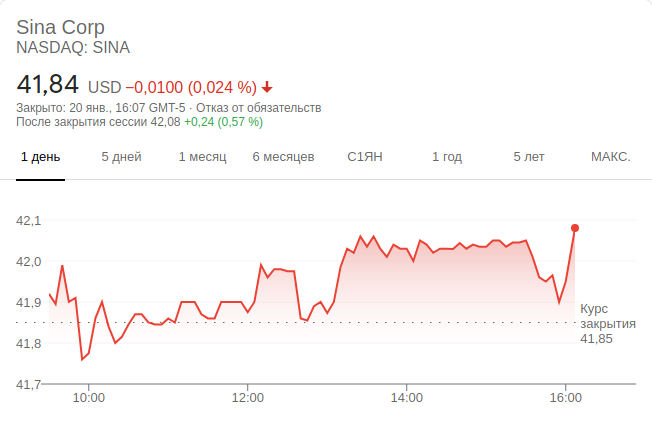 Sina Corp
NASDAQ: SINA
41,84 USD −0,0100 (0,024 %)
Закрыто: 20 янв., 16:07 GMT-5 · Отказ от обязательств
После закрытия сессии 42,08 +0,24 (0,57 %)
1 день 5 дней 1 месяц 6 месяцев С1ЯН 1 год 5 лет МАКС.
42,1
42,0
41,9
41,8
41,7
Курс
закрытия
41,85
10:00 12:00 14:00 16:00